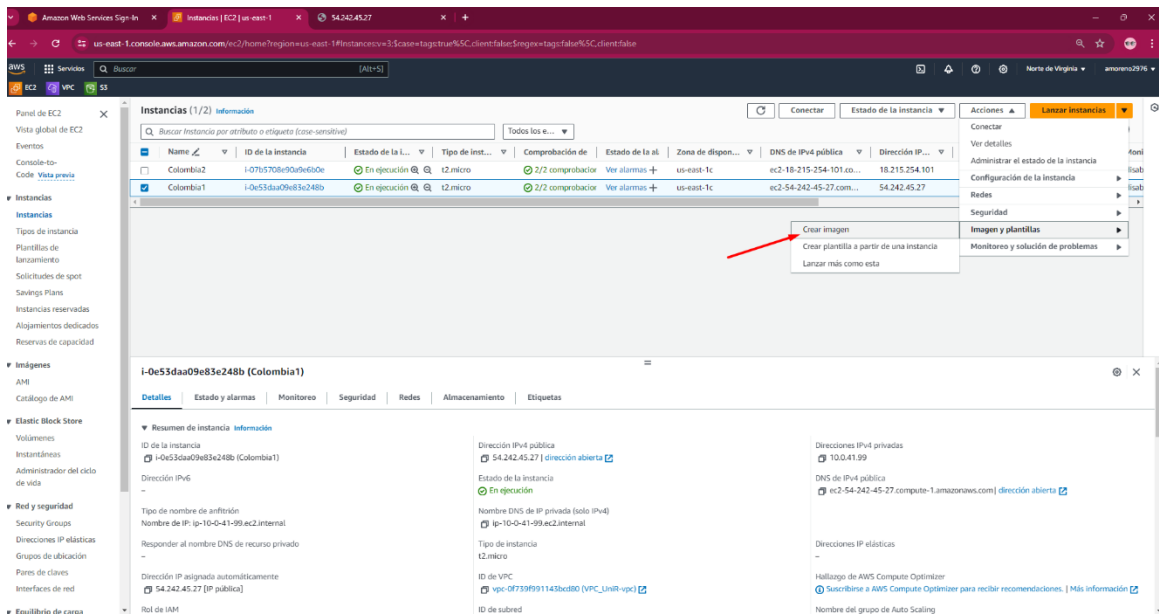 Amazon Web Services Sign-In
Instancias | EC2 | us-east-1
54.242.45.27
us-east-1.console.aws.amazon.com/ec2/home?region=us-east-1#Instances:v=3;$case=tags:true%5C,client:false;$regex=tags:false%5C,client:false
aws
Servicios
Buscar
[Alt+S]
Norte de Virginia
amoreno2976
EC2
VPC
S3
Panel de EC2
Vista global de EC2
Eventos
Console-to-
Code Vista previa
Instancias
Instancias
Tipos de instancia
Plantillas de
lanzamiento
Solicitudes de spot
Savings Plans
Instancias reservadas
Alojamientos dedicados
Reservas de capacidad
Imágenes
AMI
Catálogo de AMI
Elastic Block Store
Volúmenes
Instantáneas
Administrador del ciclo
de vida
Red y seguridad
Security Groups
Direcciones IP elásticas
Grupos de ubicación
Pares de claves
Interfaces de red
Equilibrio de carga
Instancias (1/2) Información
Conectar
Estado de la instancia
Acciones
Lanzar instancias
Buscar Instancia por atributo o etiqueta (case-sensitive)
Todos los e...
Name
ID de la instancia
Estado de la i...
Tipo de inst...
Comprobación de
Estado de la al
Zona de dispon...
DNS de IPv4 pública
Dirección IP...
Moni
Colombia2
i-07b5708e90a9e6b0e
En ejecución
t2.micro
2/2 comprobacior
Ver alarmas
us-east-1c
ec2-18-215-254-101.co...
18.215.254.101
disab
Colombia1
i-0e53daa09e83e248b
En ejecución
t2.micro
2/2 comprobacior
Ver alarmas
us-east-1c
ec2-54-242-45-27.com...
54.242.45.27
disab
Conectar
Ver detalles
Administrar el estado de la instancia
Configuración de la instancia
Redes
Seguridad
Imagen y plantillas
Monitoreo y solución de problemas
Crear imagen
Crear plantilla a partir de una instancia
Lanzar más como esta
i-0e53daa09e83e248b (Colombia1)
Detalles
Estado y alarmas
Monitoreo
Seguridad
Redes
Almacenamiento
Etiquetas
Resumen de instancia Información
ID de la instancia
i-0e53daa09e83e248b (Colombia1)
Dirección IPv4 pública
54.242.45.27 | dirección abierta
Direcciones IPv4 privadas
10.0.41.99
Dirección IPv6
–
Estado de la instancia
En ejecución
DNS de IPv4 pública
ec2-54-242-45-27.compute-1.amazonaws.com | dirección abierta
Tipo de nombre de anfitrión
Nombre de IP: ip-10-0-41-99.ec2.internal
Nombre DNS de IP privada (solo IPv4)
ip-10-0-41-99.ec2.internal
Responder al nombre DNS de recurso privado
–
Tipo de instancia
t2.micro
Direcciones IP elásticas
–
Dirección IP asignada automáticamente
54.242.45.27 [IP pública]
ID de VPC
vpc-0f739f991143bcd80 (VPC_UniR-vpc)
Hallazgo de AWS Compute Optimizer
Suscribirse a AWS Compute Optimizer para recibir recomendaciones. | Más información
Rol de IAM
ID de subred
Nombre del grupo de Auto Scaling